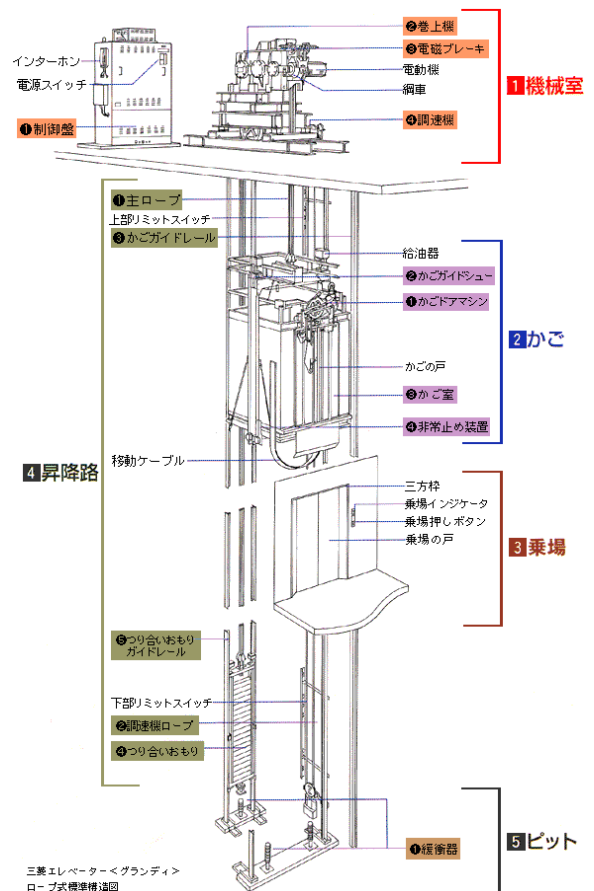 ❷巻上機
❸電磁ブレーキ
電動機
綱車
❹調速機
インターホン
電源スイッチ
❶制御盤
1機械室
❶主ロープ
上部リミットスイッチ
❸かごガイドレール
給油器
❷かごガイドシュー
❶かごドアマシン
かごの戸
❸かご室
❹非常止め装置
2かご
移動ケーブル
4昇降路
三方枠
乗場インジケータ
乗場押しボタン
乗場の戸
3乗場
❺つり合いおもり
ガイドレール
下部リミットスイッチ
❷調速機ロープ
❹つり合いおもり
❶緩衝器
5ピット
三菱エレベーター<グランディ>
ロープ式標準構造図